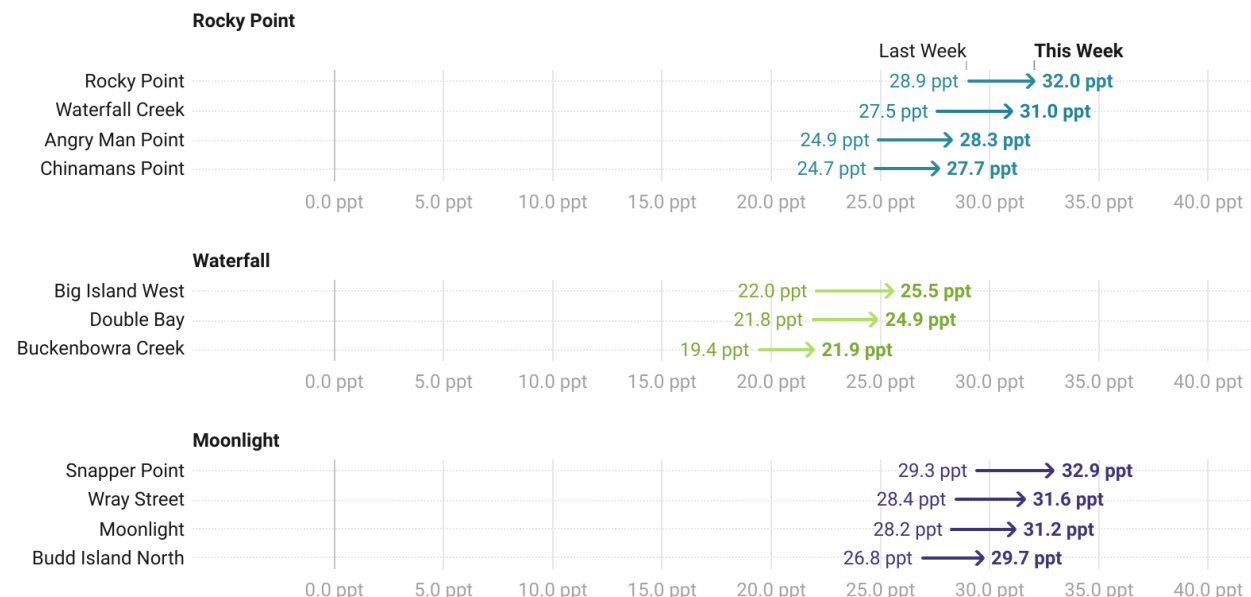 Rocky Point
Last Week This Week
Rocky Point 28.9 ppt 32.0 ppt
Waterfall Creek 27.5 ppt 31.0 ppt
Angry Man Point 24.9 ppt 28.3 ppt
Chinamans Point 24.7 ppt 27.7 ppt
0.0 ppt 5.0 ppt 10.0 ppt 15.0 ppt 20.0 ppt 25.0 ppt 30.0 ppt 35.0 ppt 40.0 ppt
Waterfall
Big Island West 22.0 ppt 25.5 ppt
Double Bay 21.8 ppt 24.9 ppt
Buckenbowra Creek 19.4 ppt 21.9 ppt
0.0 ppt 5.0 ppt 10.0 ppt 15.0 ppt 20.0 ppt 25.0 ppt 30.0 ppt 35.0 ppt 40.0 ppt
Moonlight
Snapper Point 29.3 ppt 32.9 ppt
Wray Street 28.4 ppt 31.6 ppt
Moonlight 28.2 ppt 31.2 ppt
Budd Island North 26.8 ppt 29.7 ppt
0.0 ppt 5.0 ppt 10.0 ppt 15.0 ppt 20.0 ppt 25.0 ppt 30.0 ppt 35.0 ppt 40.0 ppt